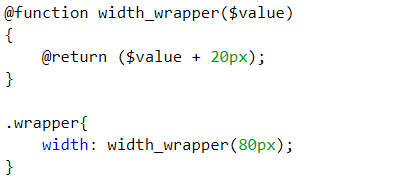 @function width_wrapper($value)
{
    @return ($value + 20px);
}

.wrapper{
    width: width_wrapper(80px);
}